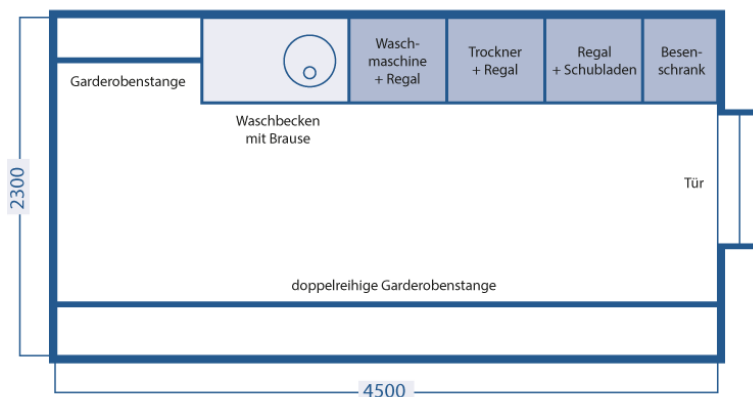 Garderobenstange
Waschbecken
mit Brause
Wasch-
maschine
+ Regal
Trockner
+ Regal
Regal
+ Schubladen
Besen-
schrank
2300
Tür
doppelreihige Garderobenstange
4500